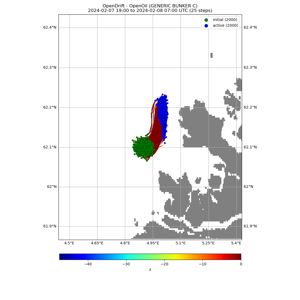 OpenDrift - OpenOil (GENERIC BUNKER C)
2024-02-07 19:00 to 2024-02-08 07:00 UTC (25 steps)
initial (2000)
active (2000)
62.4°N 62.4°N
62.3°N 62.3°N
62.2°N 62.2°N
62.1°N 62.1°N
62°N 62°N
61.9°N 61.9°N
4.5°E 4.65°E 4.8°E 4.95°E 5.1°E 5.25°E 5.4°E
−40 −30 −20 −10 0
z